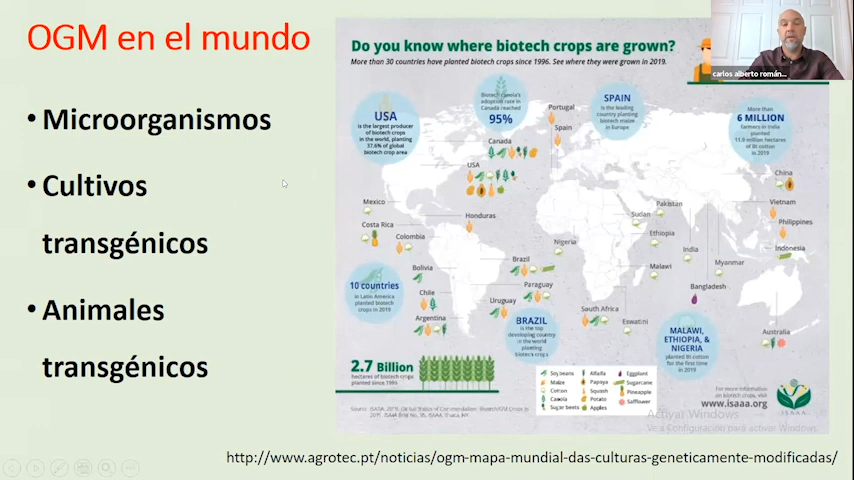 OGM en el mundo
• Microorganismos
• Cultivos
transgénicos
• Animales
transgénicos
Do you know where biotech crops are grown?
More than 30 countries have planted biotech crops since 1996. See where they were grown in 2019.
carlos alberto román...
USA
is the largest producer
of biotech crops
in the world, planting
37.6% of global
biotech crop area
Biotech canola's
adoption rate in
Canada reached
95%
SPAIN
is the leading
country planting
biotech maize
in Europe
More than
6 MILLION
farmers in India
planted
11.9 million hectares
of Bt cotton
in 2019
Portugal
Spain
Canada
USA
Mexico
Costa Rica
Honduras
Colombia
Bolivia
Chile
Argentina
Brazil
Paraguay
Uruguay
Nigeria
Sudan
Ethiopia
Malawi
South Africa
Eswatini
Pakistan
India
Myanmar
Bangladesh
China
Vietnam
Philippines
Indonesia
Australia
10 countries
in Latin America
planted biotech
crops in 2019
BRAZIL
is the top
developing country
in the world
planting
biotech crops
MALAWI,
ETHIOPIA, &
NIGERIA
planted Bt cotton
for the first time
in 2019
2.7 Billion
hectares of biotech crops
planted since 1996
Soybeans
Maize
Cotton
Canola
Sugar beets
Alfalfa
Papaya
Squash
Potato
Apples
Eggplant
Sugarcane
Pineapple
Safflower
For more information
on biotech crops, visit
www.isaaa.org
ISAAA
Activar Windows
Ve a Configuración para activar Windows.
http://www.agrotec.pt/noticias/ogm-mapa-mundial-das-culturas-geneticamente-modificadas/